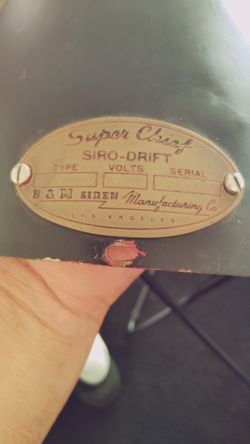 Super Chief
SIRO-DRIFT
TYPE VOLTS SERIAL
B & M SIREN Manufacturing Co.
LOS ANGELES